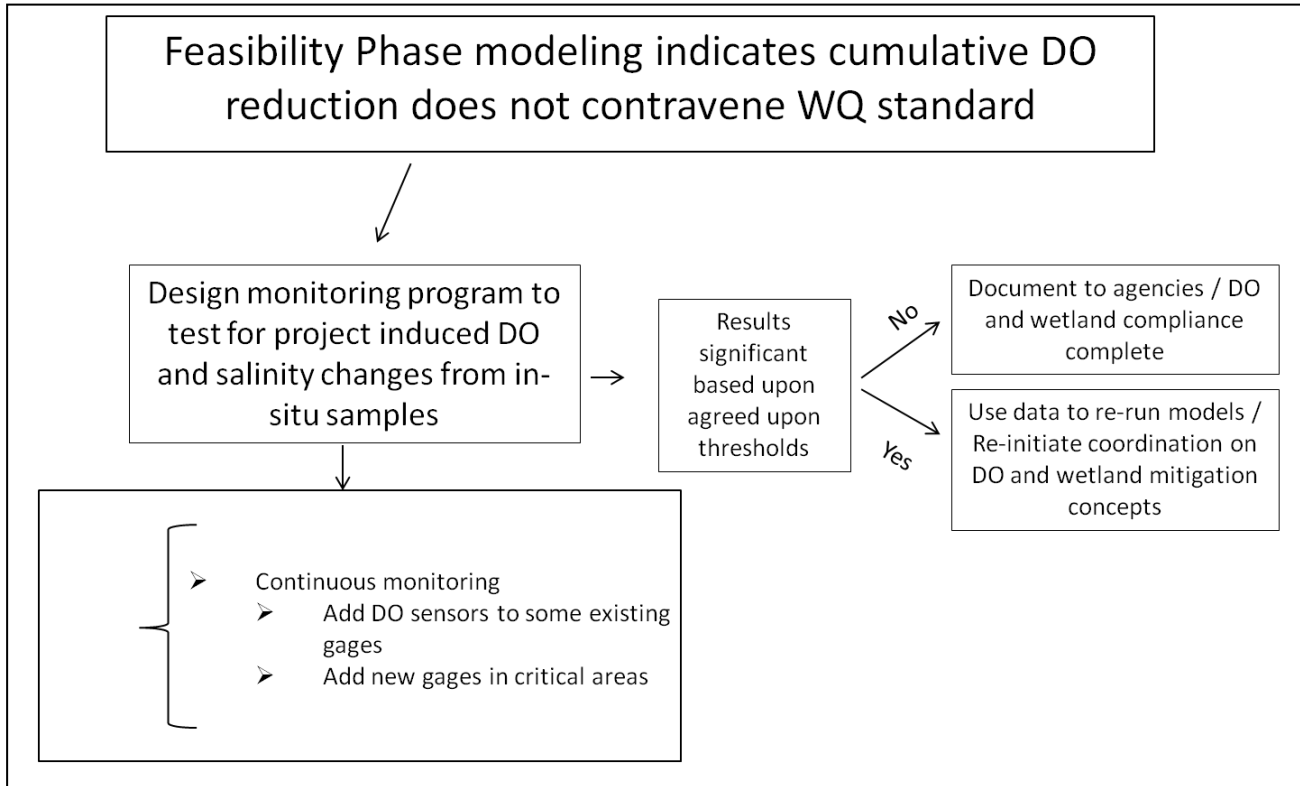 Feasibility Phase modeling indicates cumulative DO
reduction does not contravene WQ standard
Design monitoring program to
test for project induced DO
and salinity changes from in-
situ samples
Results
significant
based upon
agreed upon
thresholds
No
Document to agencies / DO
and wetland compliance
complete
Yes
Use data to re-run models /
Re-initiate coordination on
DO and wetland mitigation
concepts
➢ Continuous monitoring
➢ Add DO sensors to some existing
gages
➢ Add new gages in critical areas